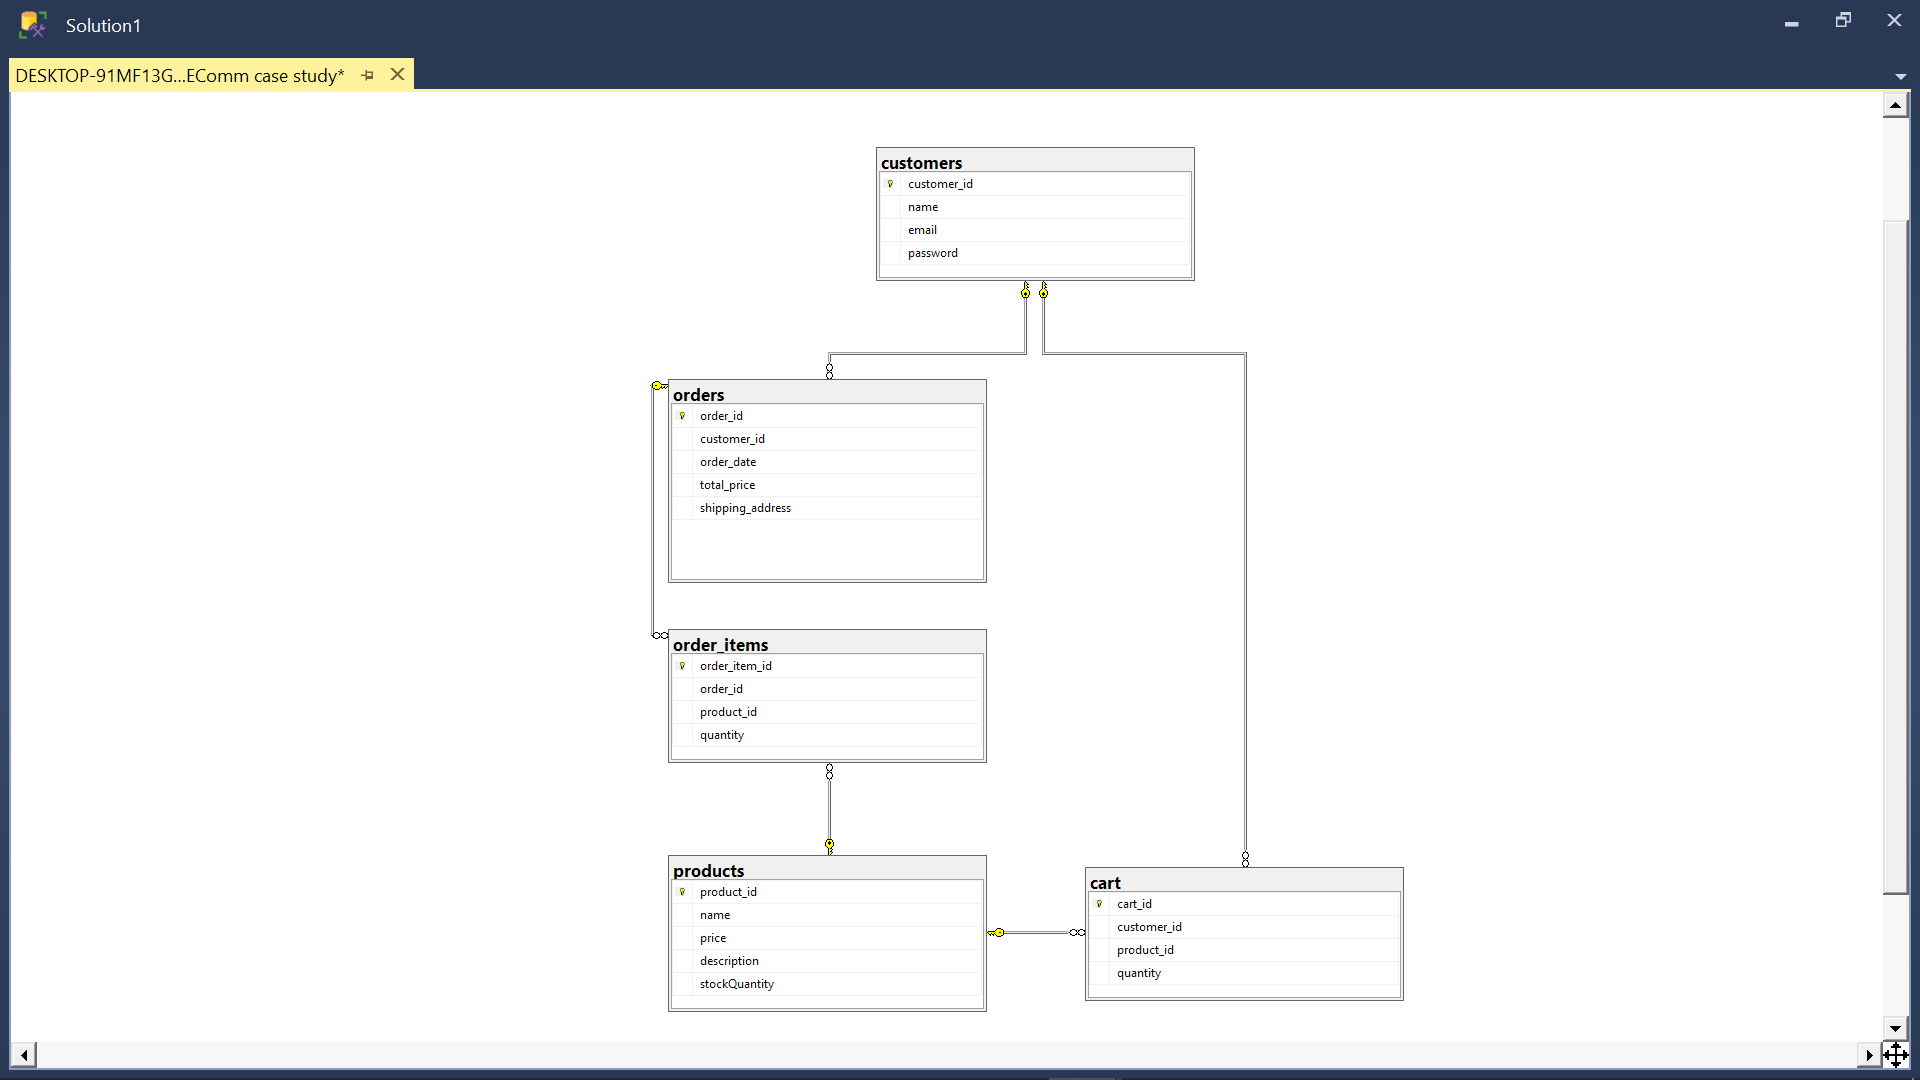 Solution1
DESKTOP-91MF13G...EComm case study*
customers
customer_id
name
email
password
orders
order_id
customer_id
order_date
total_price
shipping_address
order_items
order_item_id
order_id
product_id
quantity
products
product_id
name
price
description
stockQuantity
cart
cart_id
customer_id
product_id
quantity